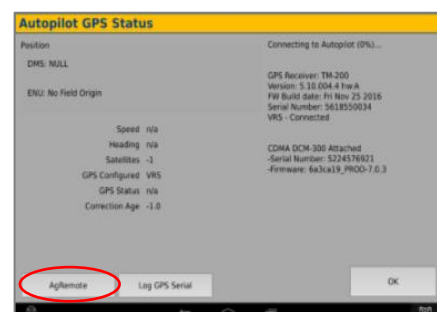 Autopilot GPS Status
Position
DMS: NULL
ENU: No Field Origin
Speed n/a
Heading n/a
Satellites -1
GPS Configured VRS
GPS Status n/a
Correction Age -1.0
Connecting to Autopilot (0%)...
GPS Receiver: TM-200
Version: 5.10.004.4 hw:A
FW Build date: Fri Nov 25 2016
Serial Number: 5618550034
VRS - Connected
CDMA DCM-300 Attached
-Serial Number: 5224576921
-Firmware: 6a3ca19_PROD-7.0.3
AgRemote
Log GPS Serial
OK